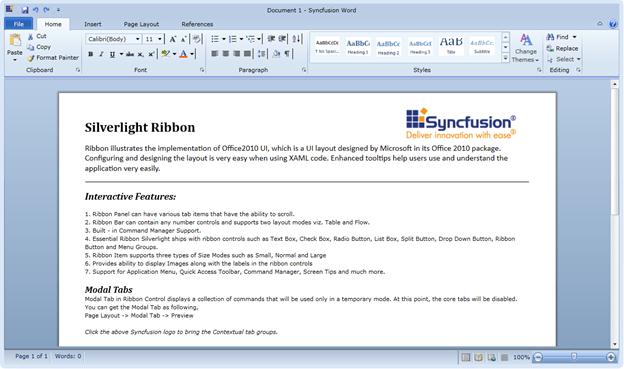 Document 1 - Syncfusion Word
File Home Insert Page Layout References
Paste
Cut
Copy
Format Painter
Clipboard
Calibri(Body) 11
B I U
Font
Paragraph
AaBbCcDc AaBbCc AaBbCc AaBbCcI AaB AaBbCc.
Heading 1 Heading 2 Heading 3 Title Subtitle
Styles
Change
Themes
Find
Replace
Select
Editing
Syncfusion®
Deliver innovation with ease®
Silverlight Ribbon
Ribbon illustrates the implementation of Office2010 UI, which is a UI layout designed by Microsoft in its Office 2010 package.
Configuring and designing the layout is very easy when using XAML code. Enhanced tooltips help users use and understand the
application very easily.
Interactive Features:
1. Ribbon Panel can have various tab items that have the ability to scroll.
2. Ribbon Bar can contain any number controls and supports two layout modes viz. Table and Flow.
3. Built - in Command Manager Support.
4. Essential Ribbon Silverlight ships with ribbon controls such as Text Box, Check Box, Radio Button, List Box, Split Button, Drop Down Button, Ribbon
Button and Menu Groups.
5. Ribbon Item supports three types of Size Modes such as Small, Normal and Large
6. Provides ability to display Images along with the labels in the ribbon controls
7. Support for Application Menu, Quick Access Toolbar, Command Manager, Screen Tips and much more.
Modal Tabs
Modal Tab in Ribbon Control displays a collection of commands that will be used only in a temporary mode. At this point, the core tabs will be disabled.
You can get the Modal Tab as following,
Page Layout -> Modal Tab -> Preview
Click the above Syncfusion logo to bring the Contextual tab groups.
Page 1 of 1 Words: 0 100%